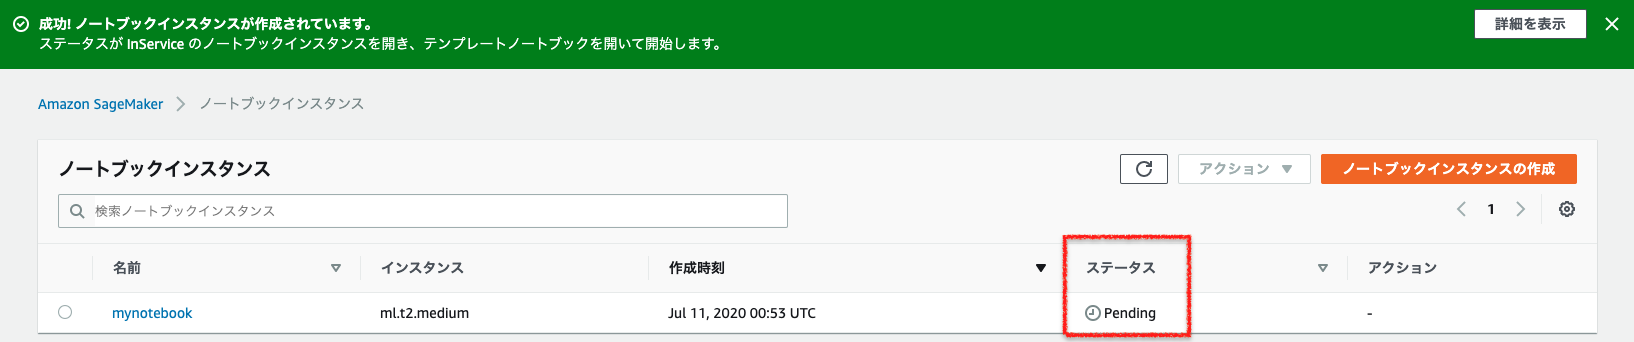 成功! ノートブックインスタンスが作成されています。
ステータスが InService のノートブックインスタンスを開き、テンプレートノートブックを開いて開始します。
詳細を表示
Amazon SageMaker
ノートブックインスタンス
ノートブックインスタンス
アクション
ノートブックインスタンスの作成
検索ノートブックインスタンス
1
名前 インスタンス 作成時刻 ステータス アクション
mynotebook ml.t2.medium Jul 11, 2020 00:53 UTC Pending -